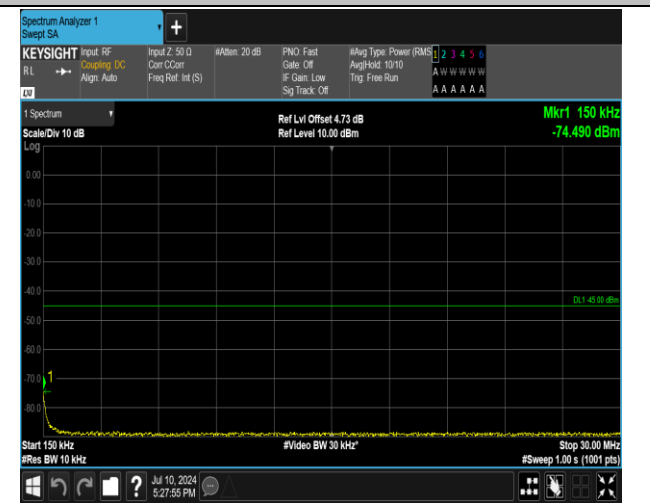 Spectrum Analyzer 1
Swept SA
+
KEYSIGHT Input: RF Input Z: 50 Ω #Atten: 20 dB PNO: Fast #Avg Type: Power (RMS 1 2 3 4 5 6
RL Coupling: DC Corr CCorr Gate: Off Avg|Hold: 10/10 A W W W W W
Align: Auto Freq Ref: Int (S) IF Gain: Low Trig: Free Run
LXI Sig Track: Off A A A A A A
1 Spectrum Ref Lvl Offset 4.73 dB Mkr1 150 kHz
Scale/Div 10 dB Ref Level 10.00 dBm -74.490 dBm
Log
0.00
-10.0
-20.0
-30.0
-40.0
DL1 -45.00 dBm
-50.0
-60.0
-70.0 1
-80.0
Start 150 kHz #Video BW 30 kHz* Stop 30.00 MHz
#Res BW 10 kHz #Sweep 1.00 s (1001 pts)
? Jul 10, 2024
5:27:55 PM